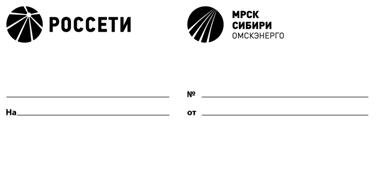 РОССЕТИ
МРСК
СИБИРИ
ОМСКЭНЕРГО
№
На от